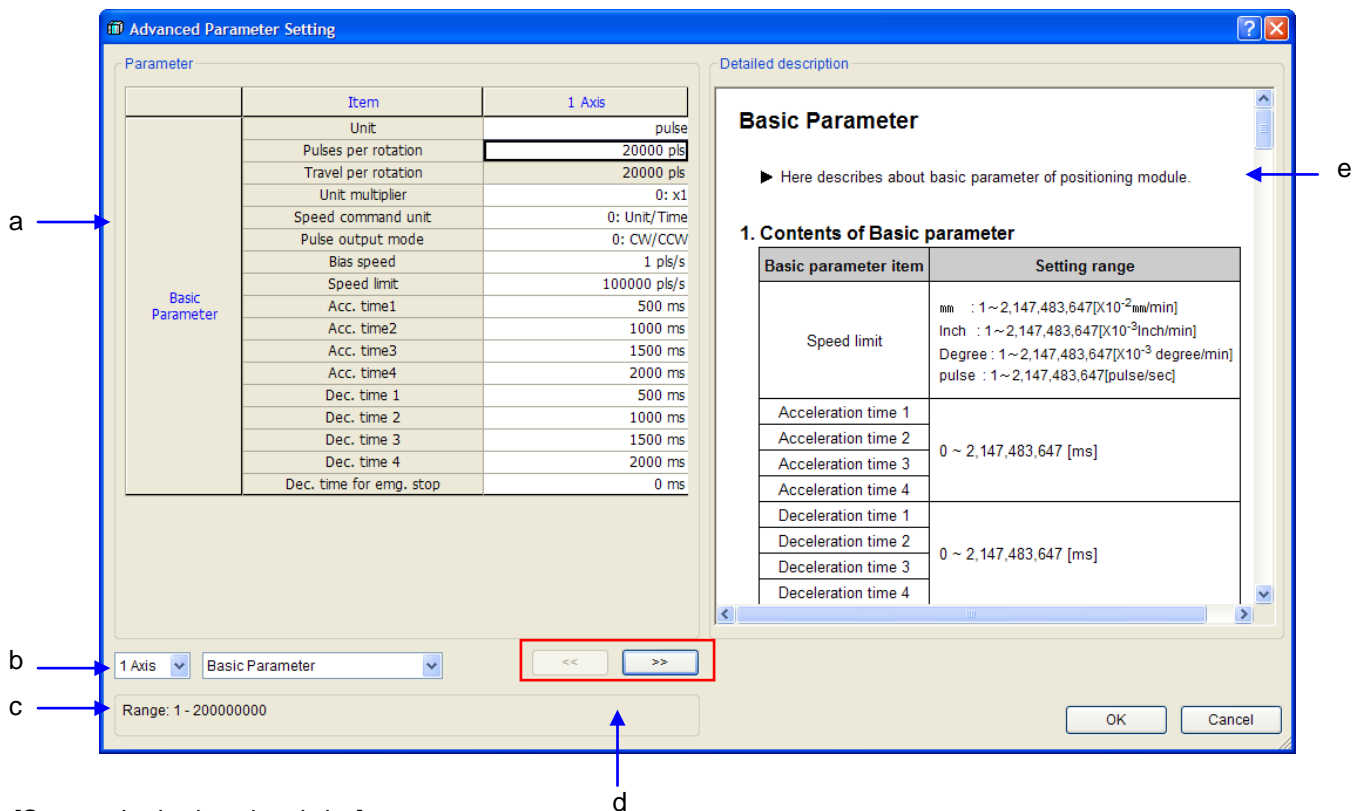 Advanced Parameter Setting
Parameter
Item 1 Axis
Basic Parameter
Unit pulse
Pulses per rotation 20000 pls
Travel per rotation 20000 pls
Unit multiplier 0: x1
Speed command unit 0: Unit/Time
Pulse output mode 0: CW/CCW
Bias speed 1 pls/s
Speed limit 100000 pls/s
Acc. time1 500 ms
Acc. time2 1000 ms
Acc. time3 1500 ms
Acc. time4 2000 ms
Dec. time 1 500 ms
Dec. time 2 1000 ms
Dec. time 3 1500 ms
Dec. time 4 2000 ms
Dec. time for emg. stop 0 ms
1 Axis Basic Parameter << >>
Range: 1 - 200000000
Detailed description
Basic Parameter
▶ Here describes about basic parameter of positioning module.
1. Contents of Basic parameter
Basic parameter item Setting range
Speed limit
㎜ : 1~2,147,483,647[X10-2㎜/min]
Inch : 1~2,147,483,647[X10-3Inch/min]
Degree : 1~2,147,483,647[X10-3 degree/min]
pulse : 1~2,147,483,647[pulse/sec]
Acceleration time 1
Acceleration time 2
Acceleration time 3
Acceleration time 4
0 ~ 2,147,483,647 [ms]
Deceleration time 1
Deceleration time 2
Deceleration time 3
Deceleration time 4
0 ~ 2,147,483,647 [ms]
OK Cancel
a
b
c
d
e